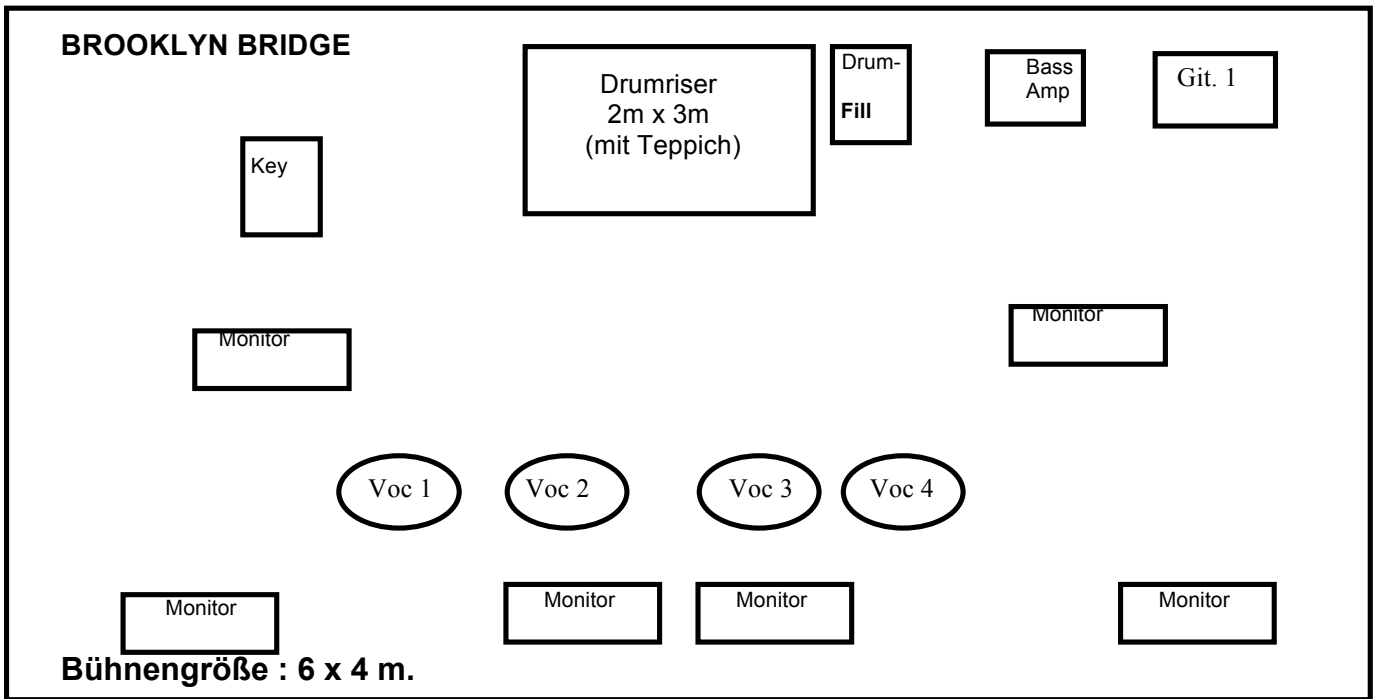 BROOKLYN BRIDGE
Drumriser
2m x 3m
(mit Teppich)
Drum-
Fill
Bass
Amp
Git. 1
Key
Monitor
Monitor
Voc 1
Voc 2
Voc 3
Voc 4
Monitor
Monitor
Monitor
Monitor
Bühnengröße : 6 x 4 m.